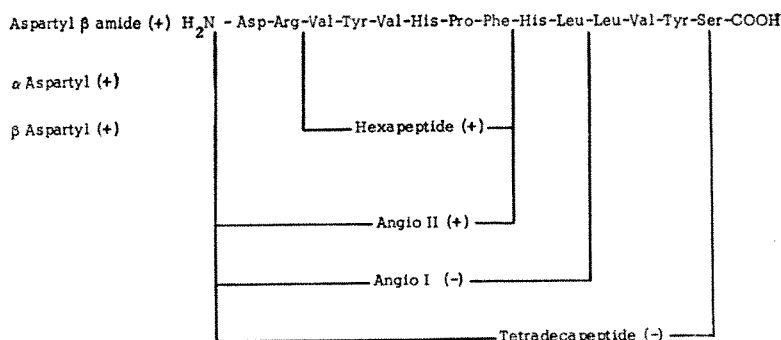 Aspartyl β amide (+) H₂N - Asp-Arg-Val-Tyr-Val-His-Pro-Phe-His-Leu-Leu-Val-Tyr-Ser-COOH
α Aspartyl (+)
β Aspartyl (+)
Hexapeptide (+)
Angio II (+)
Angio I (-)
Tetradecapeptide (-)